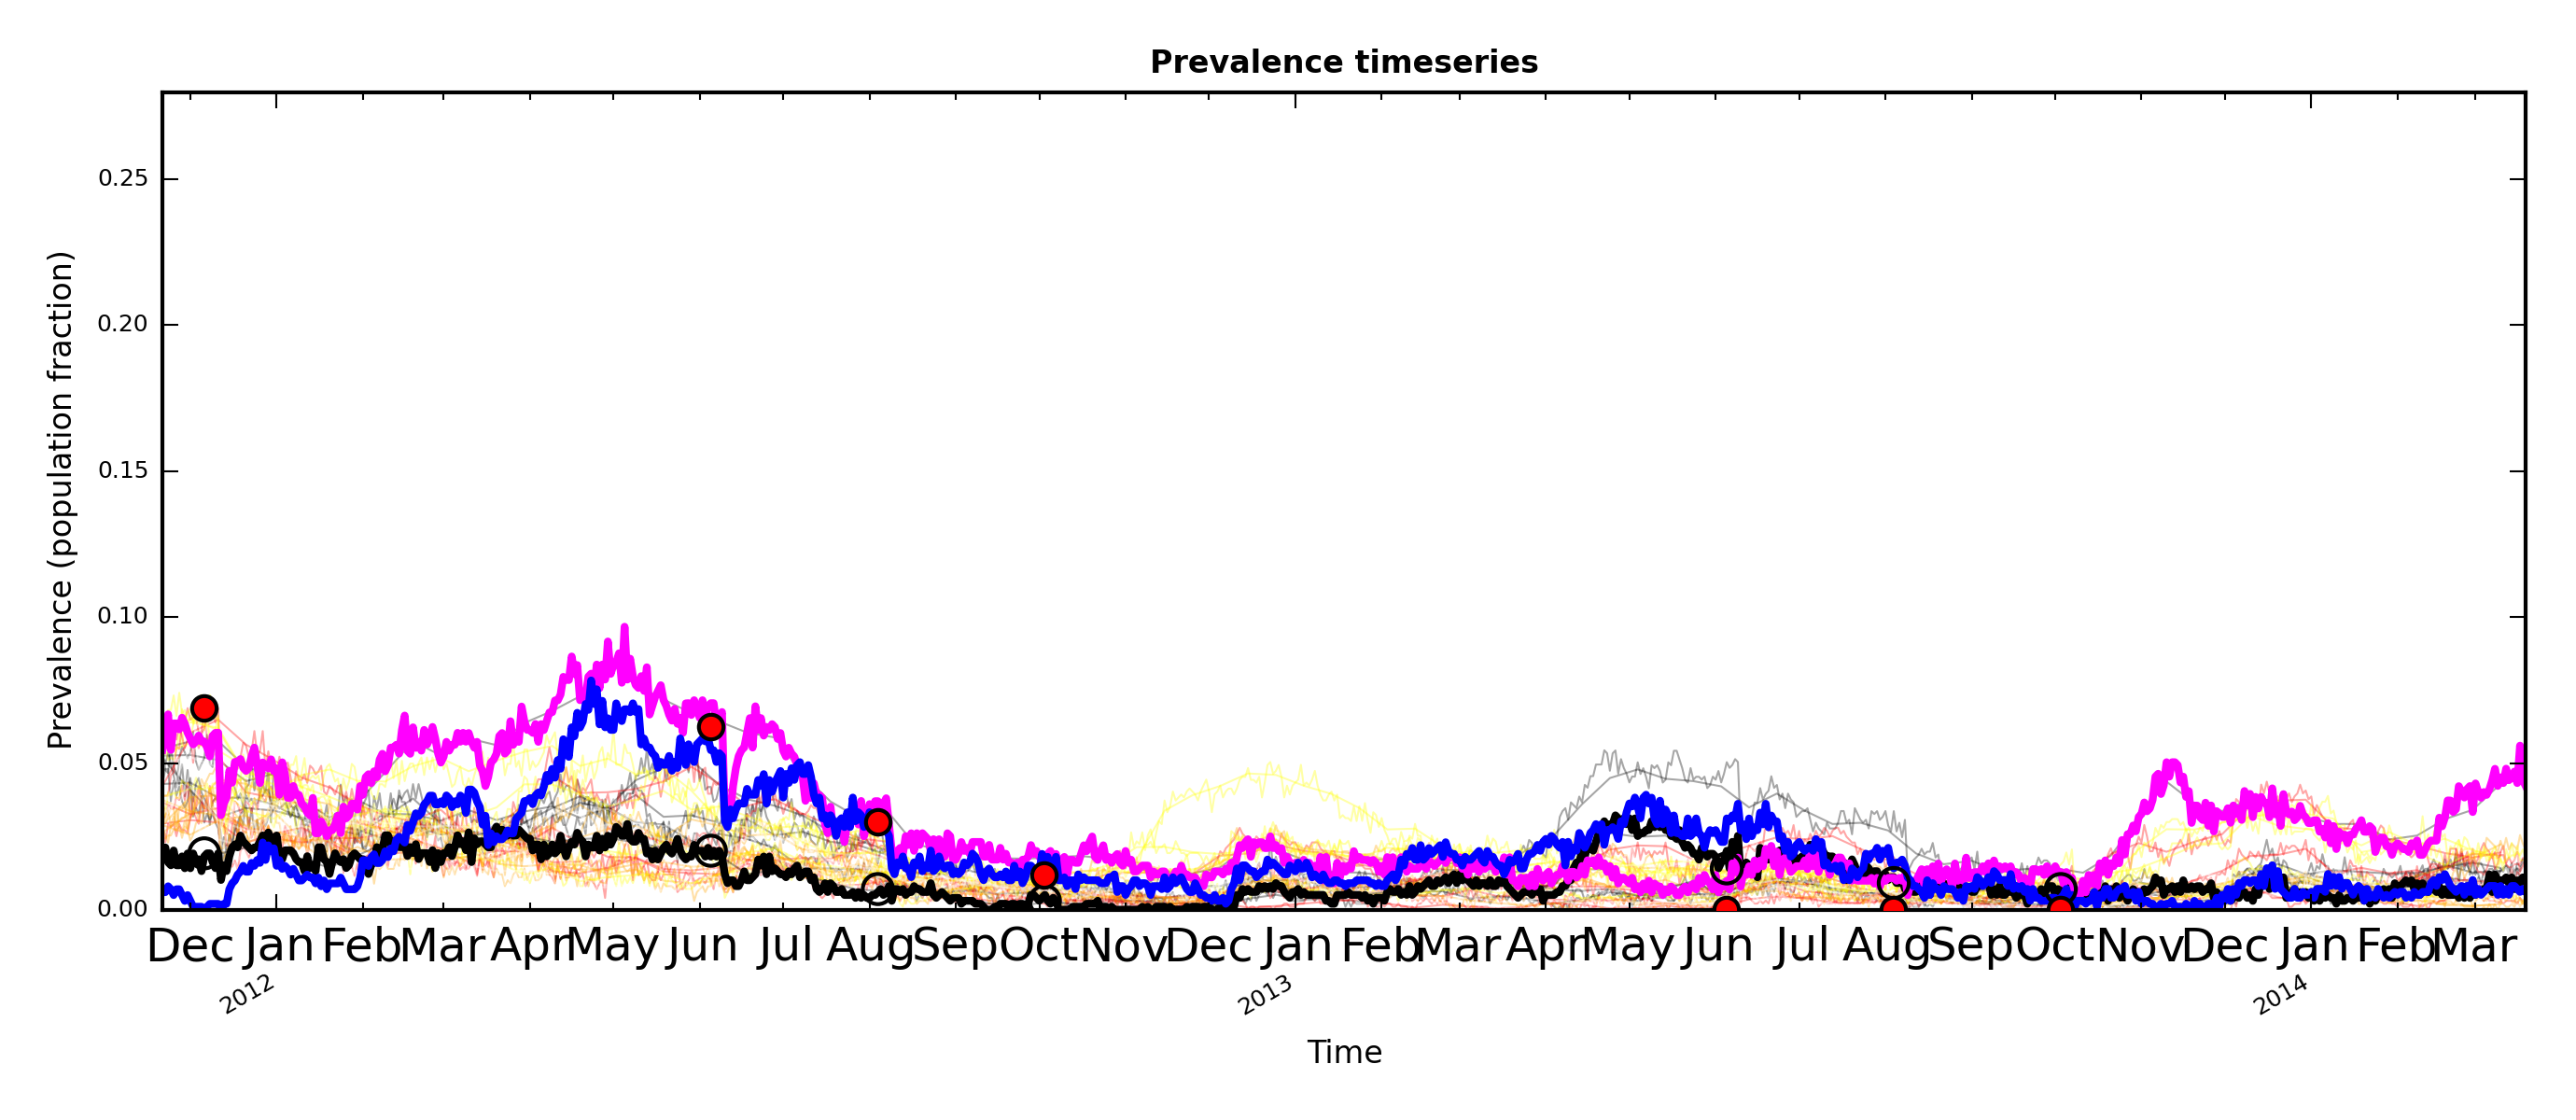 Prevalence timeseries
Prevalence (population fraction)
0.25
0.20
0.15
0.10
0.05
0.00
Dec Jan Feb Mar Apr May Jun Jul Aug Sep Oct Nov Dec Jan Feb Mar Apr May Jun Jul Aug Sep Oct Nov Dec Jan Feb Mar
2012 2013 2014
Time